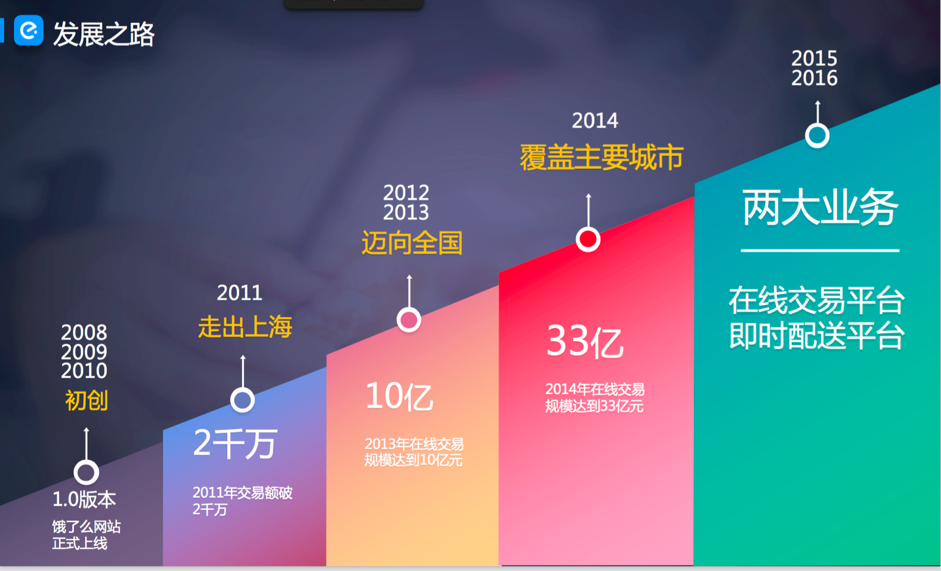 发展之路
2008
2009
2010
初创
1.0版本
饿了么网站
正式上线
2011
走出上海
2千万
2011年交易额破
2千万
2012
2013
迈向全国
10亿
2013年在线交易
规模达到10亿元
2014
覆盖主要城市
33亿
2014年在线交易
规模达到33亿元
2015
2016
两大业务
在线交易平台
即时配送平台